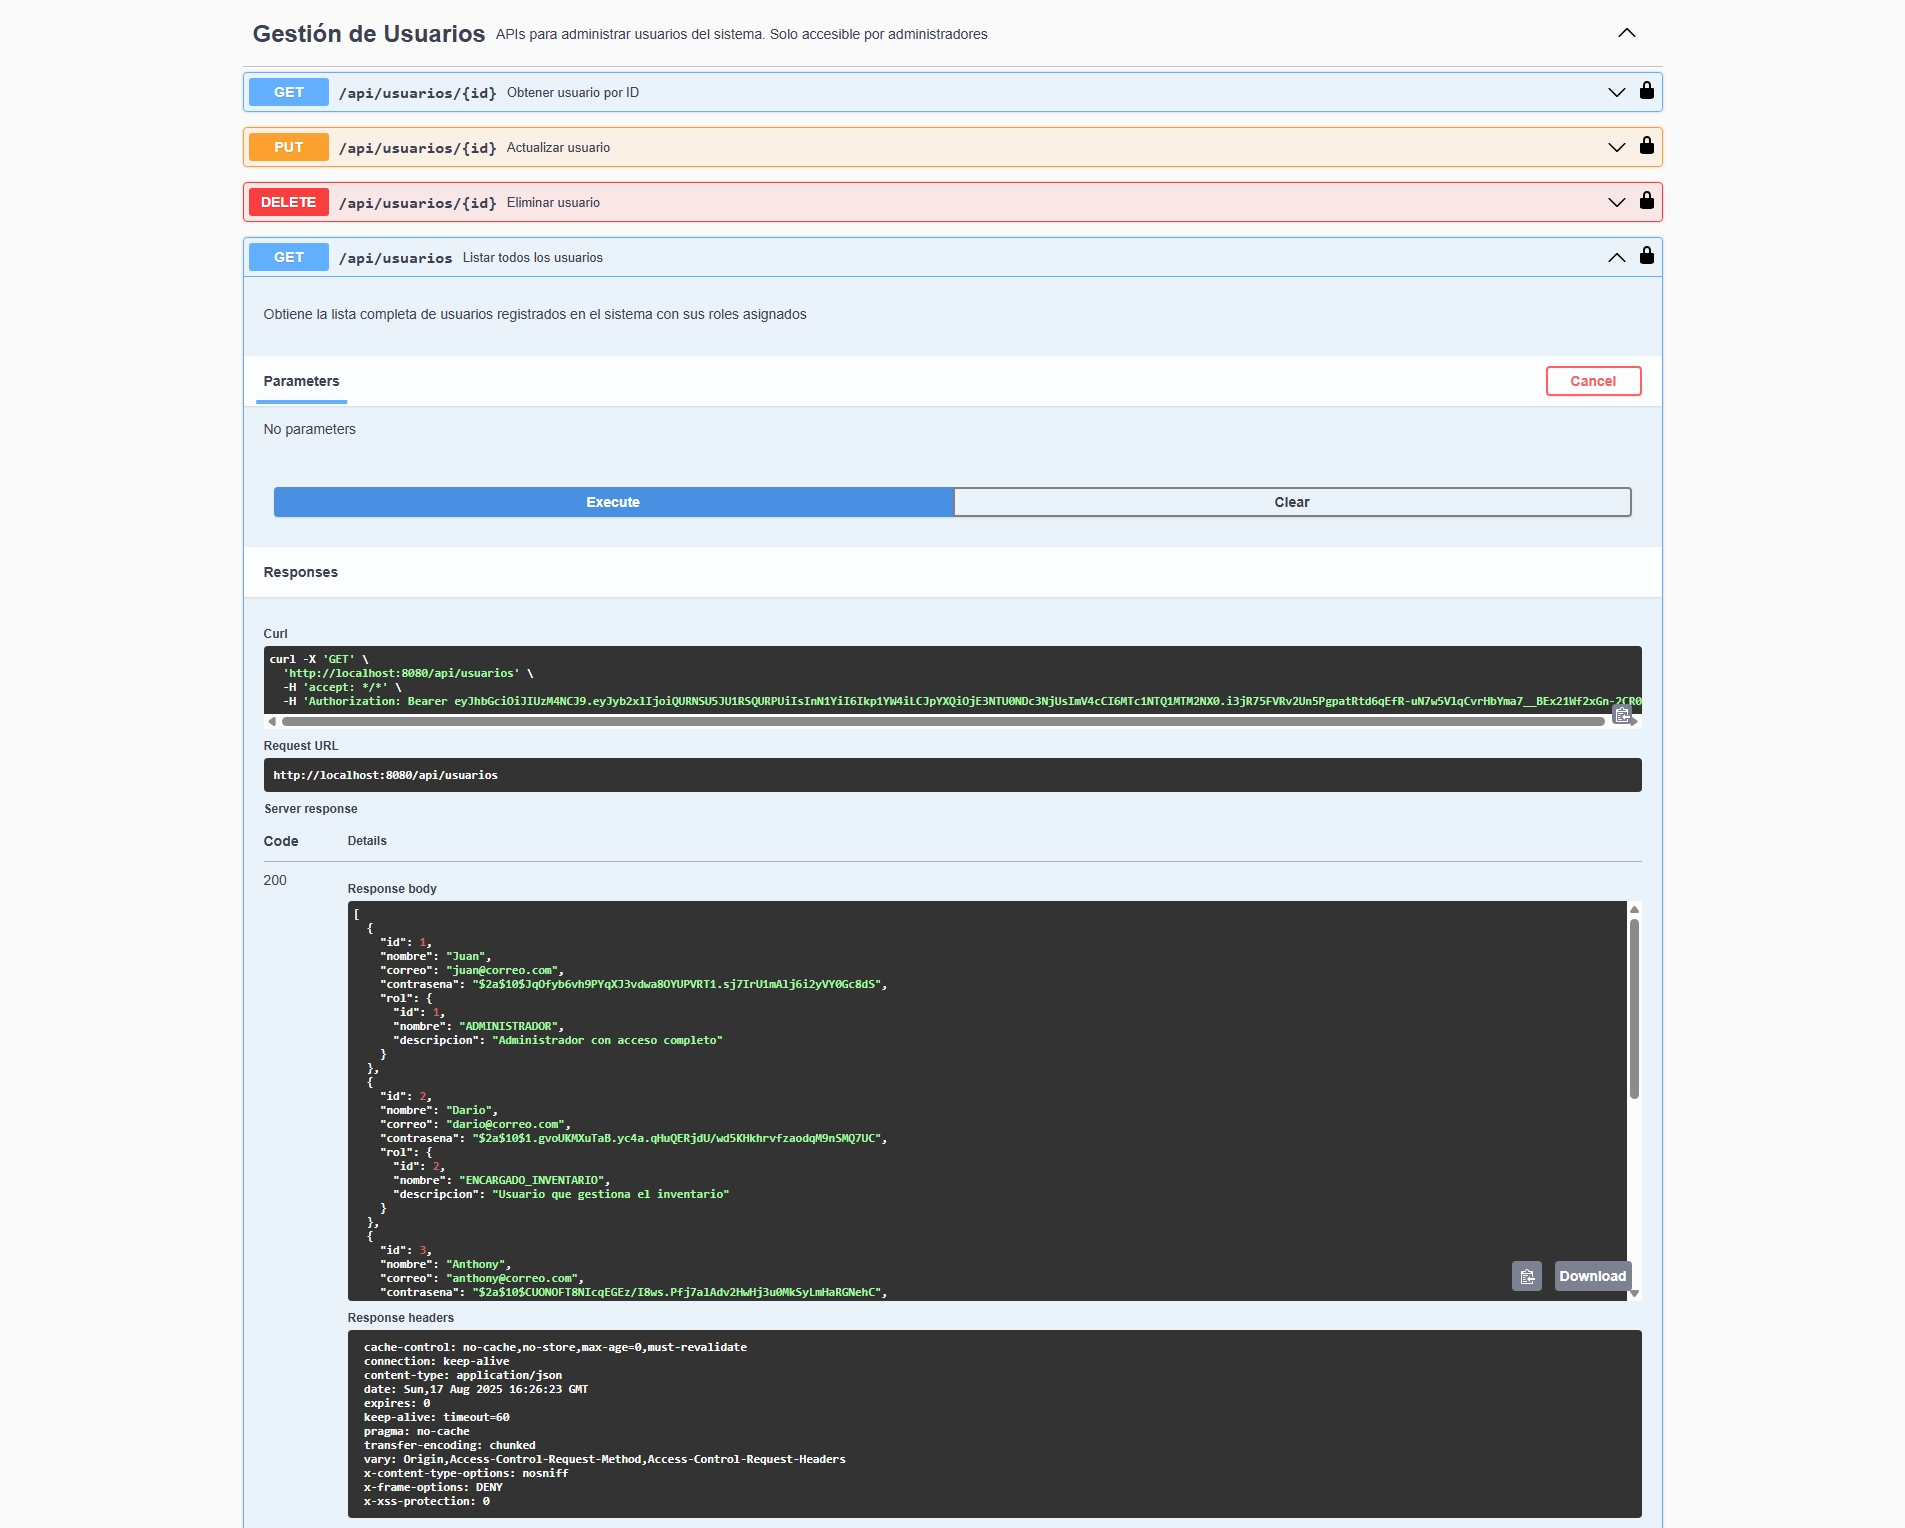 Gestión de Usuarios APIs para administrar usuarios del sistema. Solo accesible por administradores
GET /api/usuarios/{id} Obtener usuario por ID
PUT /api/usuarios/{id} Actualizar usuario
DELETE /api/usuarios/{id} Eliminar usuario
GET /api/usuarios Listar todos los usuarios
Obtiene la lista completa de usuarios registrados en el sistema con sus roles asignados
Parameters Cancel
No parameters
Execute Clear
Responses
Curl
curl -X 'GET' \
'http://localhost:8080/api/usuarios' \
-H 'accept: */*' \
-H 'Authorization: Bearer eyJhbGciOiJIUzM4NCJ9.eyJyb2xlIjoiQURNSU5JU1RSQURPUiIsInN1YiI6Ikp1YW4iLCJpYXQiOjE3NTU0NDc3NjUsImV4cCI6MTc1NTQ1MTM2NX0.i3jR75FVRv2Un5PgpatRtd6qEfR-uN7w5VlqCvrHbYma7__BEx21Wf2xGn-2CR0
Request URL
http://localhost:8080/api/usuarios
Server response
Code Details
200
Response body
[
{
"id": 1,
"nombre": "Juan",
"correo": "juan@correo.com",
"contrasena": "$2a$10$JqOfyb6vh9PYqXJ3vdwa8OYUPVRT1.sj7IrU1mAlj6i2yVY0Gc8dS",
"rol": {
"id": 1,
"nombre": "ADMINISTRADOR",
"descripcion": "Administrador con acceso completo"
}
},
{
"id": 2,
"nombre": "Dario",
"correo": "dario@correo.com",
"contrasena": "$2a$10$1.gvoUKMXuTaB.yc4a.qHuQERjdU/wd5KHkhrvfzaodqM9nSMQ7UC",
"rol": {
"id": 2,
"nombre": "ENCARGADO_INVENTARIO",
"descripcion": "Usuario que gestiona el inventario"
}
},
{
"id": 3,
"nombre": "Anthony",
"correo": "anthony@correo.com",
"contrasena": "$2a$10$CUONOFT8NIcqEGEz/I8ws.Pfj7alAdv2HwHj3u0MkSyLmHaRGNehC",
Download
Response headers
cache-control: no-cache,no-store,max-age=0,must-revalidate
connection: keep-alive
content-type: application/json
date: Sun,17 Aug 2025 16:26:23 GMT
expires: 0
keep-alive: timeout=60
pragma: no-cache
transfer-encoding: chunked
vary: Origin,Access-Control-Request-Method,Access-Control-Request-Headers
x-content-type-options: nosniff
x-frame-options: DENY
x-xss-protection: 0